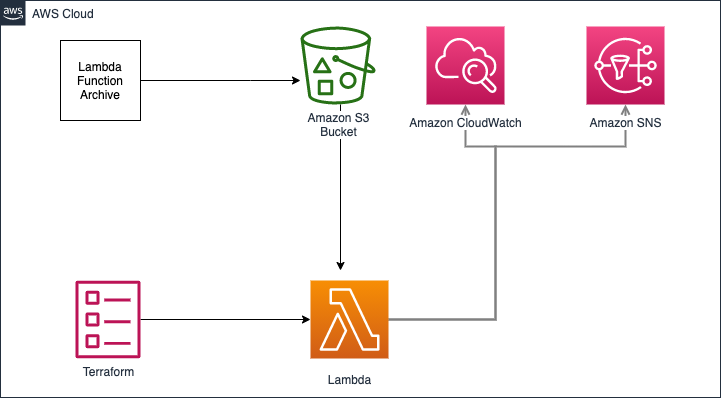 aws
AWS Cloud
Lambda
Function
Archive
Amazon S3
Bucket
Amazon CloudWatch
Amazon SNS
Terraform
Lambda